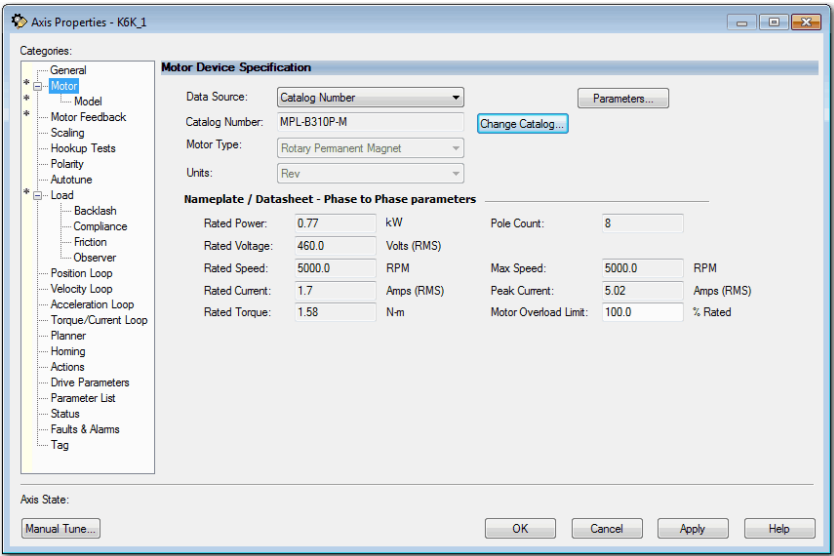 Axis Properties - K6K_1
Categories:
General
* Motor
* Model
* Motor Feedback
Scaling
Hookup Tests
Polarity
Autotune
* Load
Backlash
Compliance
Friction
Observer
Position Loop
Velocity Loop
Acceleration Loop
Torque/Current Loop
Planner
Homing
Actions
Drive Parameters
Parameter List
Status
Faults & Alarms
Tag
Motor Device Specification
Data Source: Catalog Number Parameters...
Catalog Number: MPL-B310P-M Change Catalog...
Motor Type: Rotary Permanent Magnet
Units: Rev
Nameplate / Datasheet - Phase to Phase parameters
Rated Power: 0.77 kW Pole Count: 8
Rated Voltage: 460.0 Volts (RMS)
Rated Speed: 5000.0 RPM Max Speed: 5000.0 RPM
Rated Current: 1.7 Amps (RMS) Peak Current: 5.02 Amps (RMS)
Rated Torque: 1.58 N-m Motor Overload Limit: 100.0 % Rated
Axis State:
Manual Tune... OK Cancel Apply Help